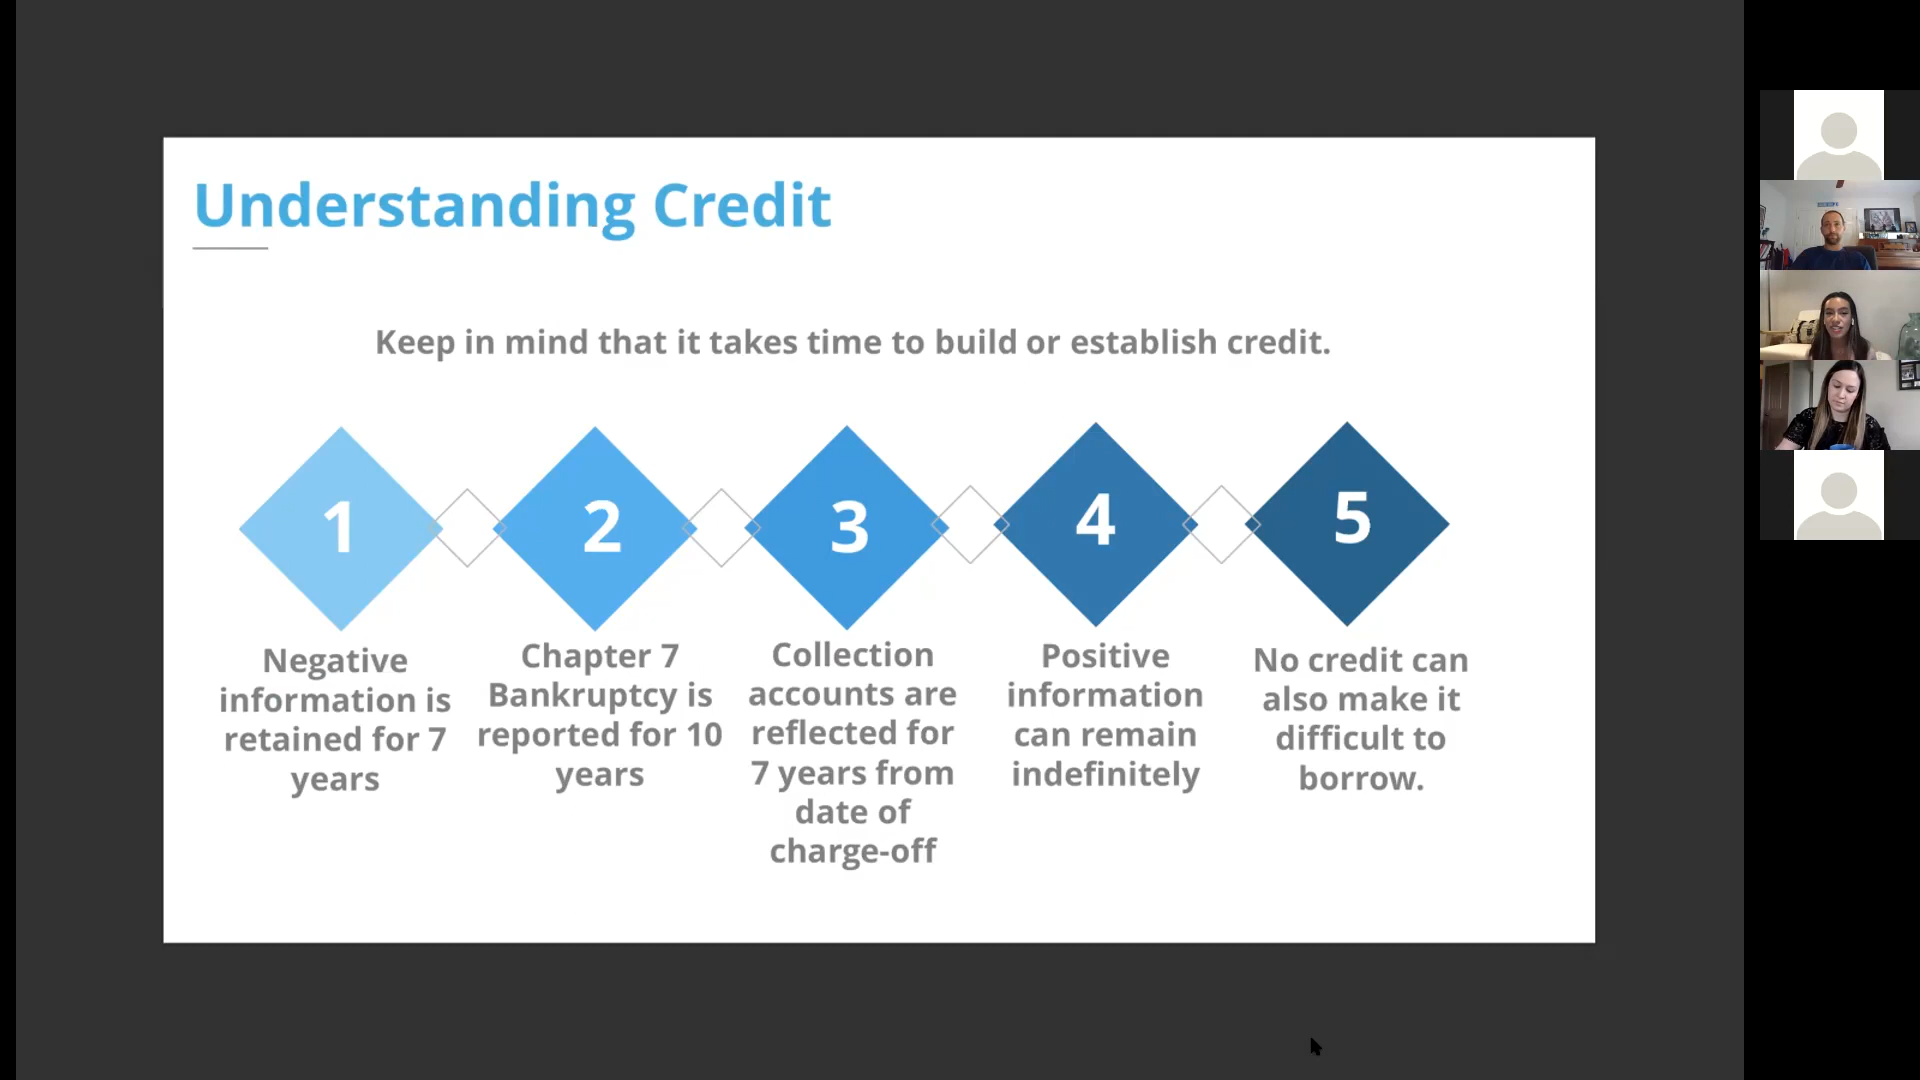 Understanding Credit
Keep in mind that it takes time to build or establish credit.
1
Negative
information is
retained for 7
years
2
Chapter 7
Bankruptcy is
reported for 10
years
3
Collection
accounts are
reflected for
7 years from
date of
charge-off
4
Positive
information
can remain
indefinitely
5
No credit can
also make it
difficult to
borrow.